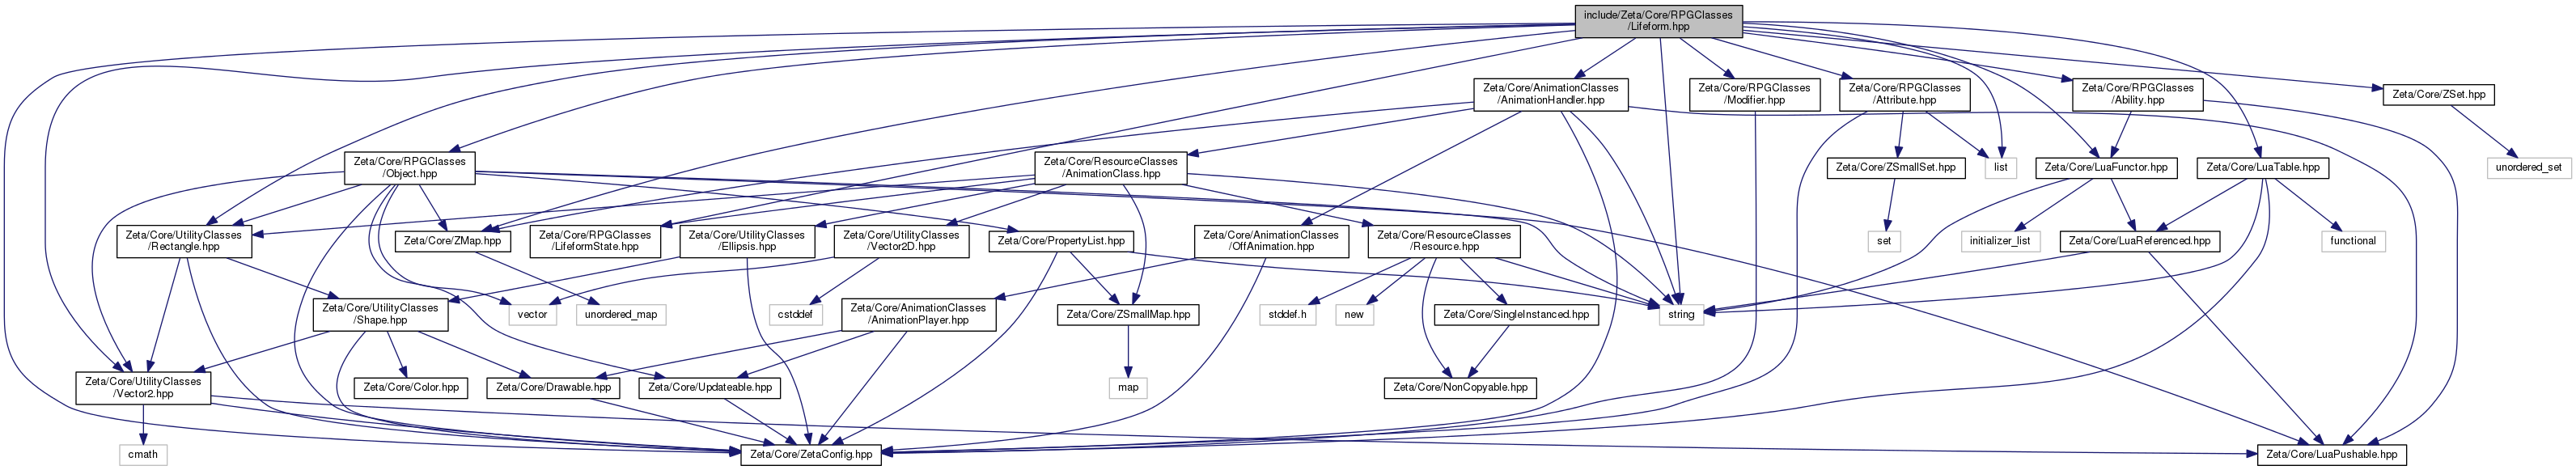 include/Zeta/Core/RPGClasses
/Lifeform.hpp
Zeta/Core/AnimationClasses
/AnimationHandler.hpp
Zeta/Core/RPGClasses
/Modifier.hpp
Zeta/Core/RPGClasses
/Attribute.hpp
Zeta/Core/RPGClasses
/Ability.hpp
Zeta/Core/ZSet.hpp
Zeta/Core/RPGClasses
/Object.hpp
Zeta/Core/ResourceClasses
/AnimationClass.hpp
Zeta/Core/ZSmallSet.hpp
list
Zeta/Core/LuaFunctor.hpp
Zeta/Core/LuaTable.hpp
unordered_set
Zeta/Core/UtilityClasses
/Rectangle.hpp
Zeta/Core/ZMap.hpp
Zeta/Core/RPGClasses
/LifeformState.hpp
Zeta/Core/UtilityClasses
/Ellipsis.hpp
Zeta/Core/UtilityClasses
/Vector2D.hpp
Zeta/Core/PropertyList.hpp
Zeta/Core/AnimationClasses
/OffAnimation.hpp
Zeta/Core/ResourceClasses
/Resource.hpp
set
initializer_list
Zeta/Core/LuaReferenced.hpp
functional
Zeta/Core/UtilityClasses
/Shape.hpp
vector
unordered_map
cstddef
Zeta/Core/AnimationClasses
/AnimationPlayer.hpp
Zeta/Core/ZSmallMap.hpp
stddef.h
new
Zeta/Core/SingleInstanced.hpp
string
Zeta/Core/UtilityClasses
/Vector2.hpp
Zeta/Core/Color.hpp
Zeta/Core/Drawable.hpp
Zeta/Core/Updateable.hpp
map
Zeta/Core/NonCopyable.hpp
cmath
Zeta/Core/ZetaConfig.hpp
Zeta/Core/LuaPushable.hpp